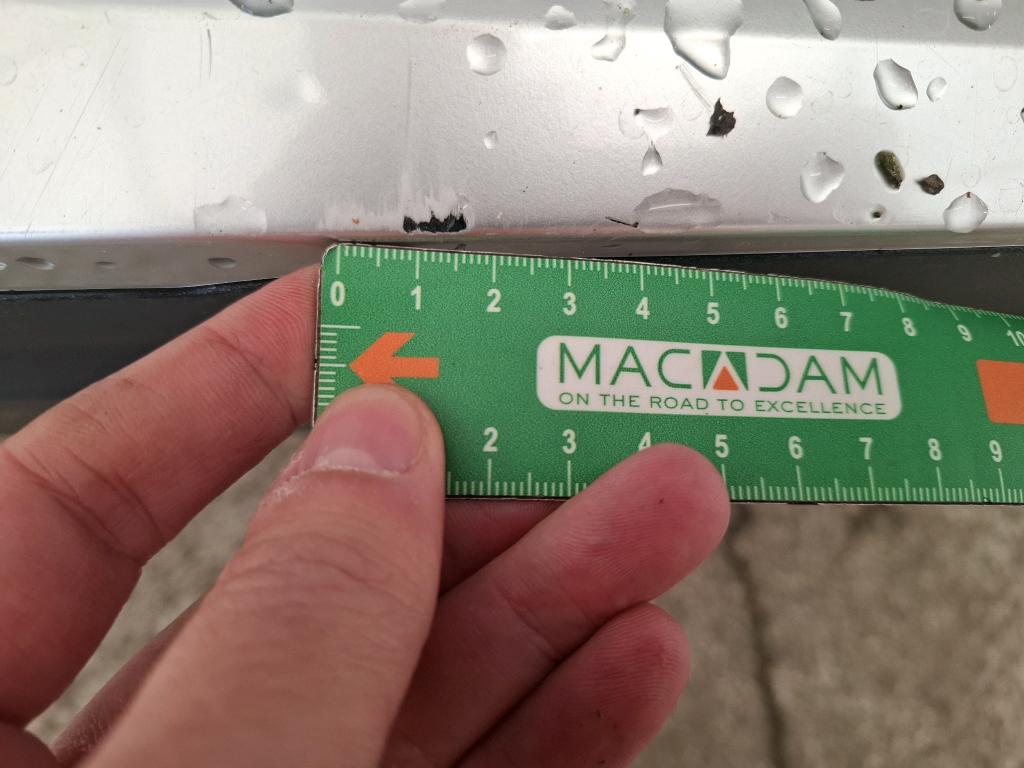 0 1 2 3 4 5 6 7 8 9 10
MACADAM
ON THE ROAD TO EXCELLENCE
2 3 4 5 6 7 8 9